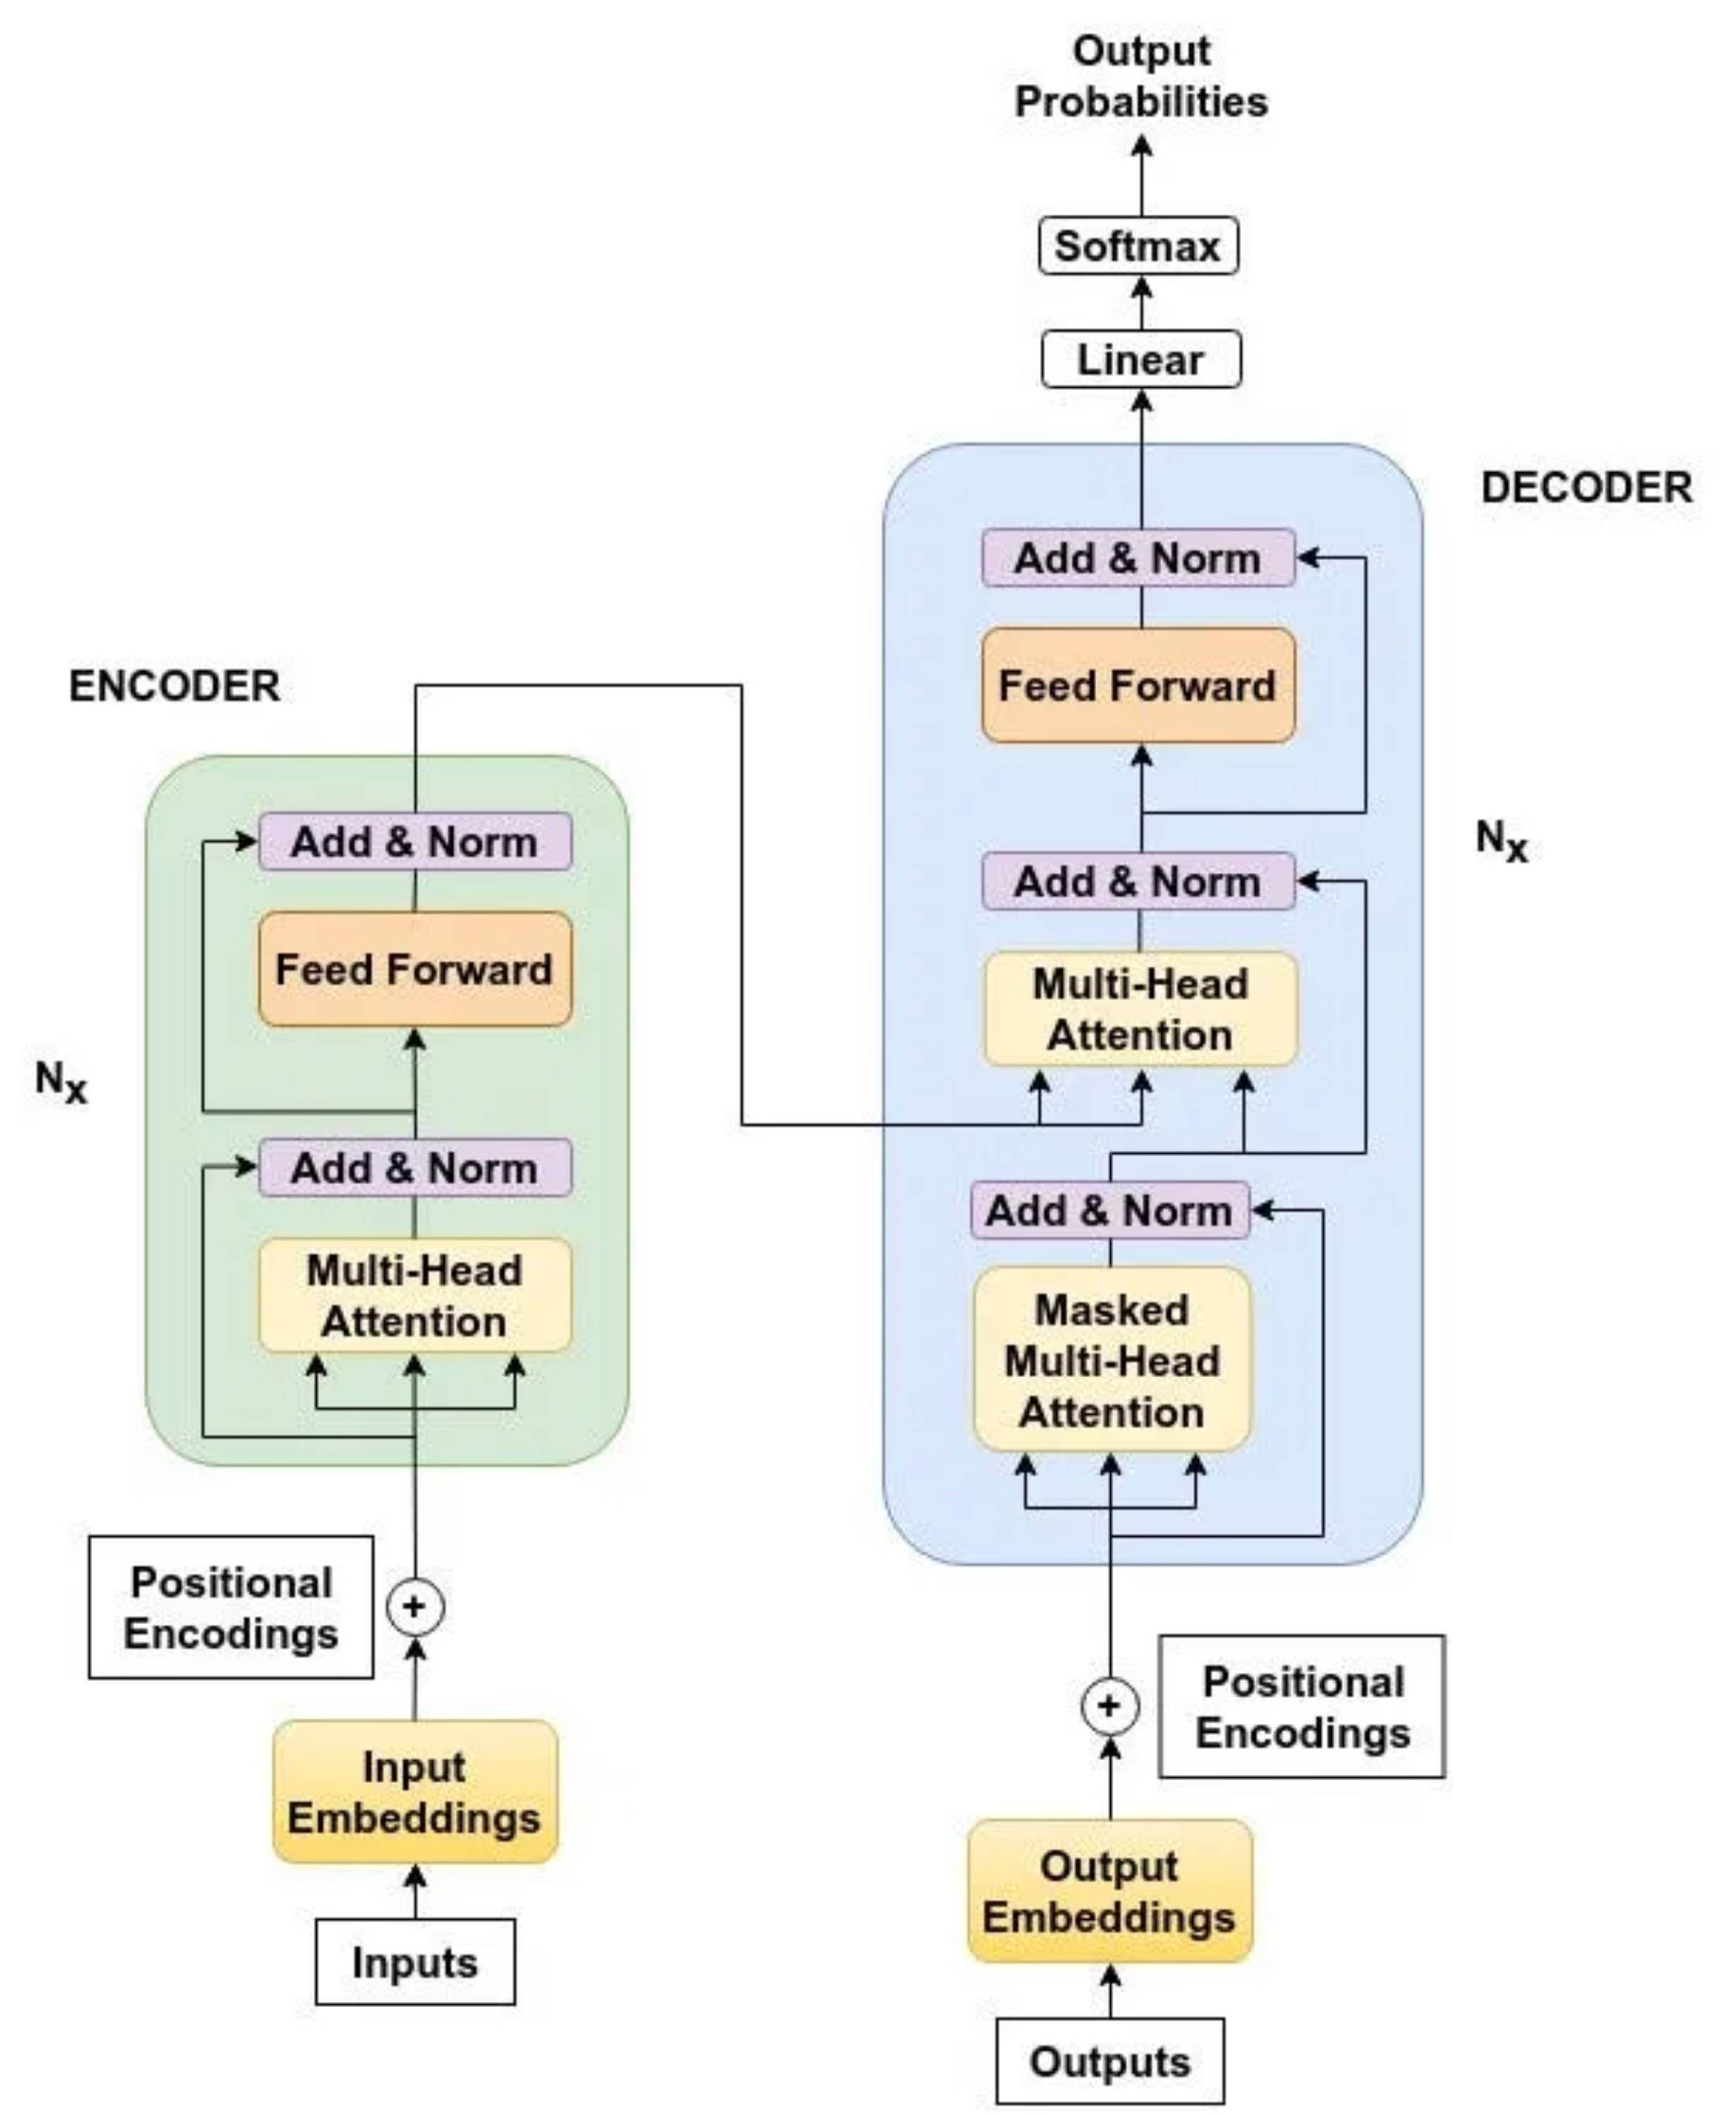 Output
Probabilities
Softmax
Linear
DECODER
Add & Norm
Feed Forward
Nx
Add & Norm
Multi-Head
Attention
Add & Norm
Masked
Multi-Head
Attention
Positional
Encodings
+
Output
Embeddings
Outputs
ENCODER
Add & Norm
Feed Forward
Nx
Add & Norm
Multi-Head
Attention
Positional
Encodings
+
Input
Embeddings
Inputs